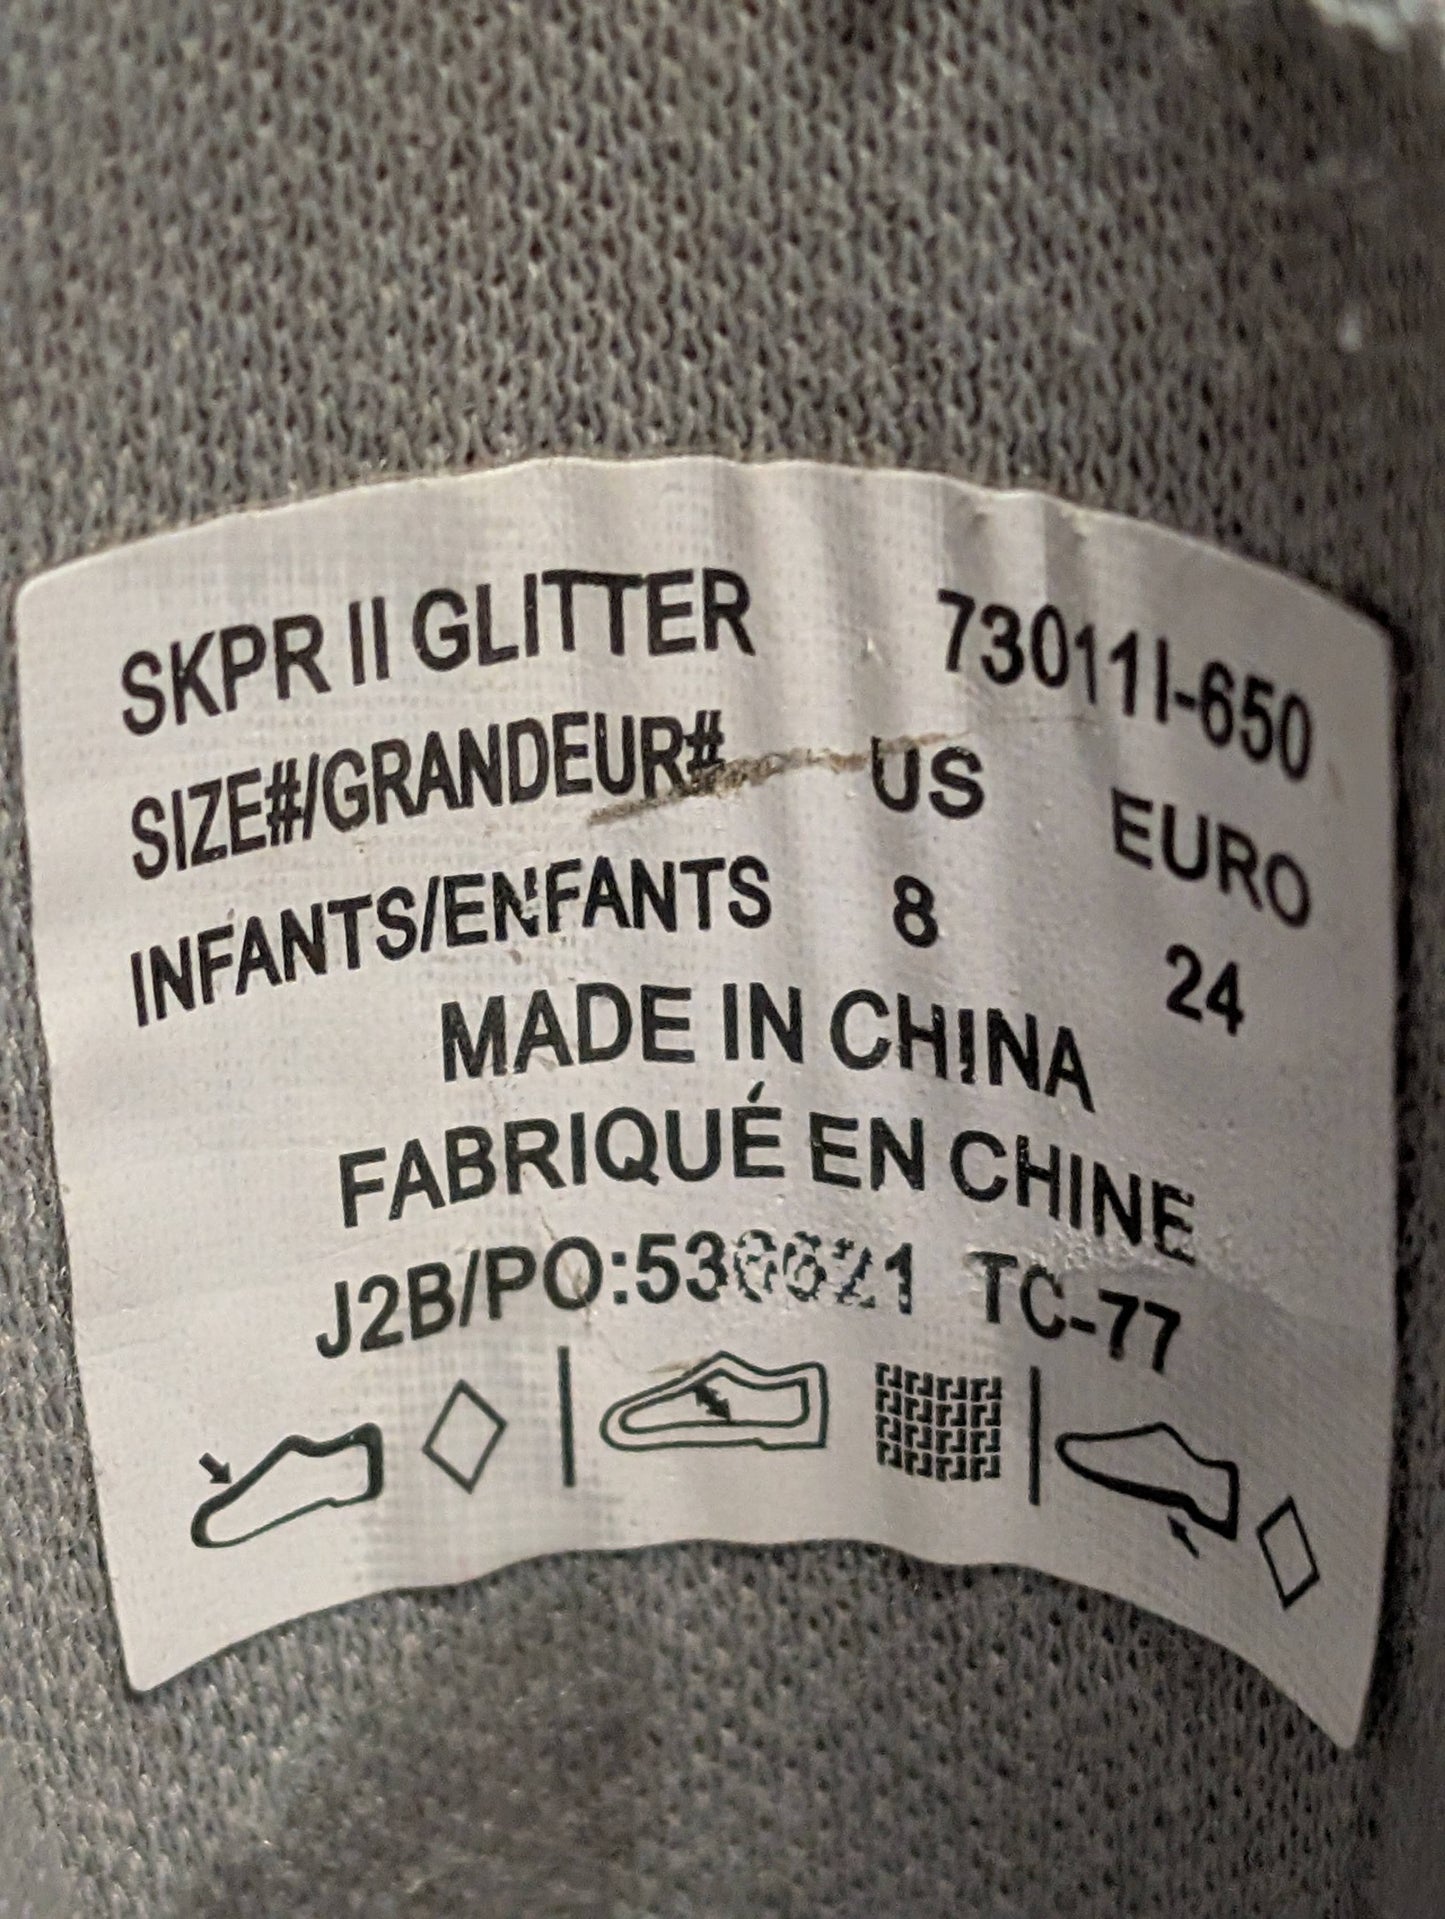 SKPR II GLITTER 73011I-650
SIZE#/GRANDEUR# US EURO
INFANTS/ENFANTS 8 24
MADE IN CHINA
FABRIQUÉ EN CHINE
J2B/PO: TC-77